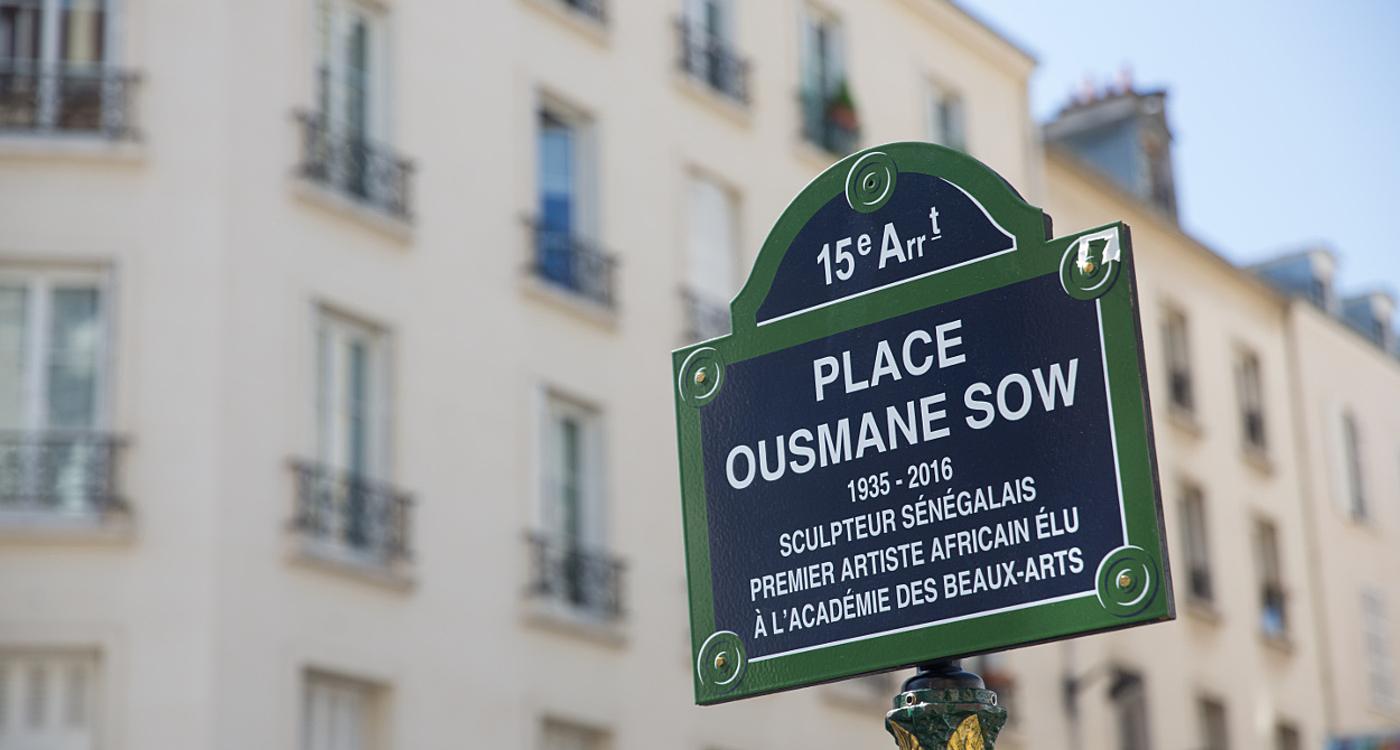 15e Arrt
PLACE
OUSMANE SOW
1935 - 2016
SCULPTEUR SÉNÉGALAIS
PREMIER ARTISTE AFRICAIN ÉLU
À L'ACADÉMIE DES BEAUX-ARTS